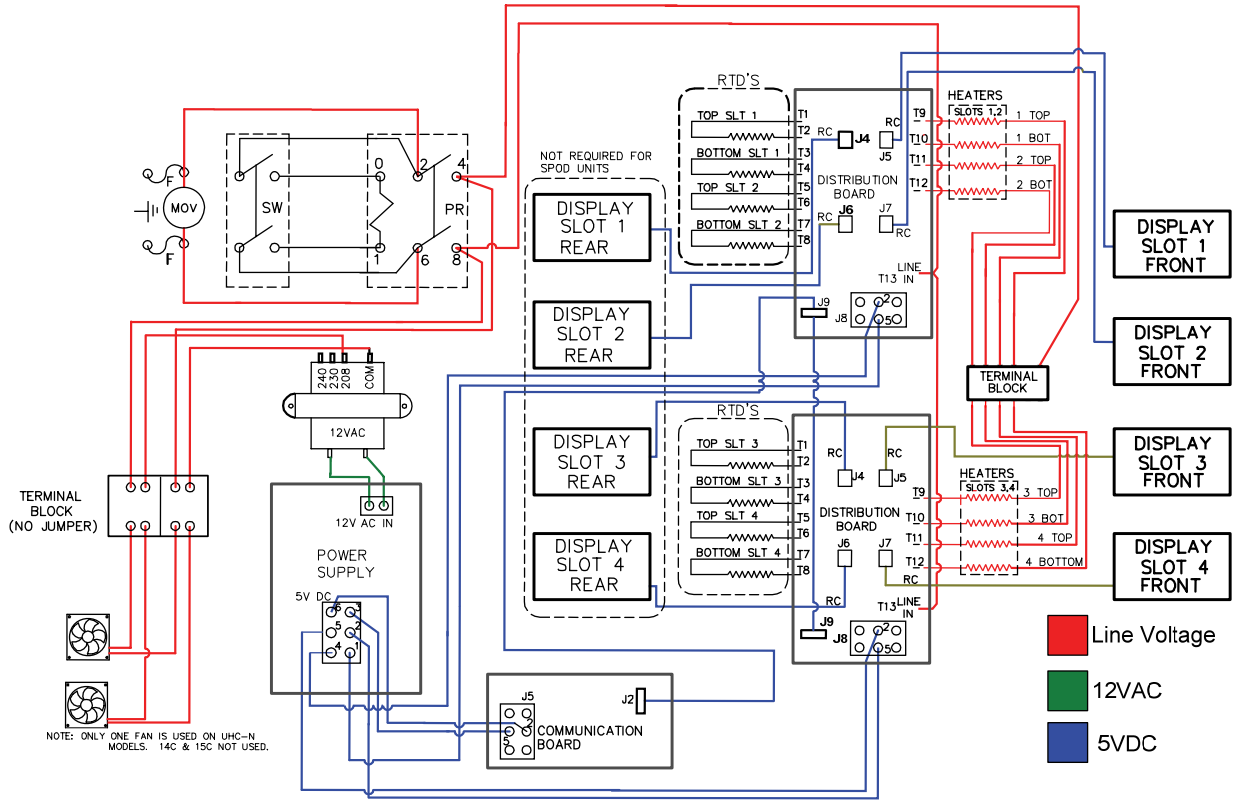 RTD'S
HEATERS
SLOTS 1,2
TOP SLT 1
BOTTOM SLT 1
TOP SLT 2
BOTTOM SLT 2
T1
T2
T3
T4
T5
T6
T7
T8
RC
J4
RC
J5
DISTRIBUTION
BOARD
RC
J6
J7
RC
LINE
T13 IN
J9
J8
2
5
T9
T10
T11
T12
1 TOP
1 BOT
2 TOP
2 BOT
F
MOV
F
SW
0
1
2
4
PR
6
8
NOT REQUIRED FOR
SPOD UNITS
DISPLAY
SLOT 1
REAR
DISPLAY
SLOT 2
REAR
DISPLAY
SLOT 3
REAR
DISPLAY
SLOT 4
REAR
DISPLAY
SLOT 1
FRONT
DISPLAY
SLOT 2
FRONT
DISPLAY
SLOT 3
FRONT
DISPLAY
SLOT 4
FRONT
TERMINAL
BLOCK
240
230
208
COM
12VAC
12V AC IN
POWER
SUPPLY
5V DC
6
3
5
2
4
1
TERMINAL
BLOCK
(NO JUMPER)
RTD'S
TOP SLT 3
BOTTOM SLT 3
TOP SLT 4
BOTTOM SLT 4
T1
T2
T3
T4
T5
T6
T7
T8
RC
J4
RC
J5
DISTRIBUTION
BOARD
J6
J7
RC
RC
T13 LINE
IN
J9
J8
2
5
T9
T10
T11
T12
HEATERS
SLOTS 3,4
3 TOP
3 BOT
4 TOP
4 BOTTOM
J5
2
5
J2
COMMUNICATION
BOARD
NOTE: ONLY ONE FAN IS USED ON UHC-N
MODELS. 14C & 15C NOT USED.
Line Voltage
12VAC
5VDC